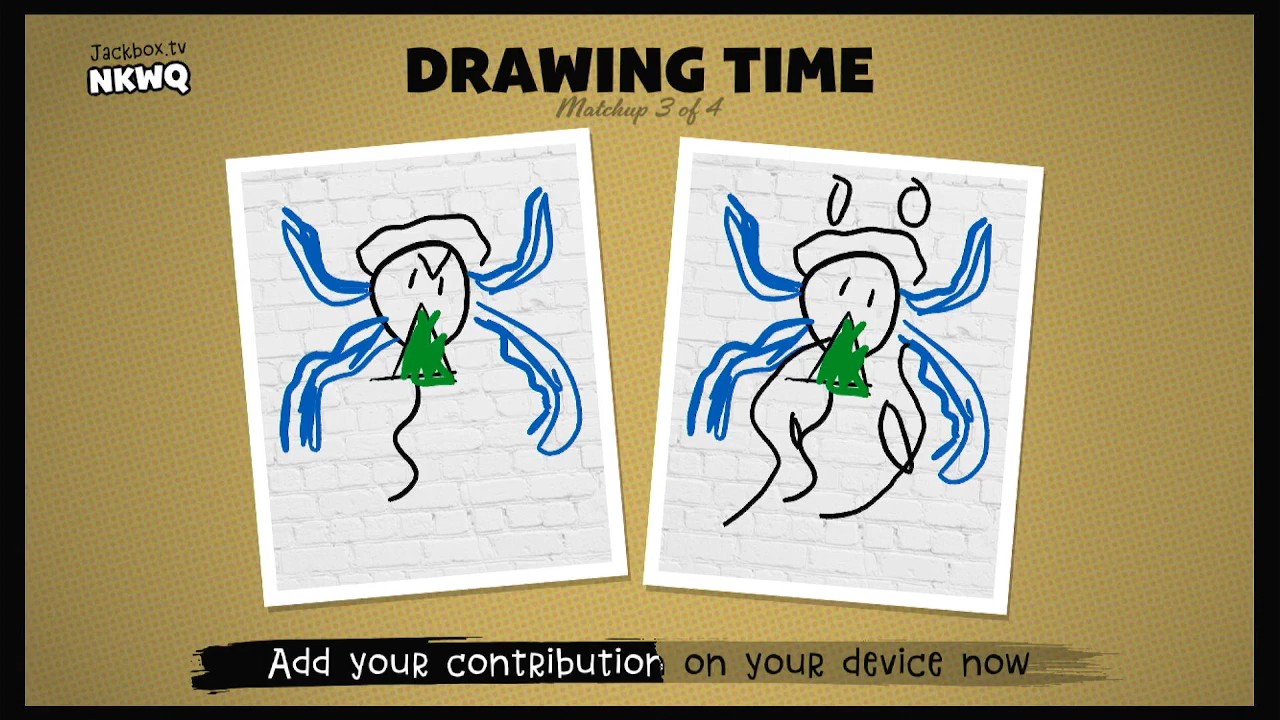 Jackbox.tv
NKWQ
DRAWING TIME
Matchup 3 of 4
Add your contribution on your device now